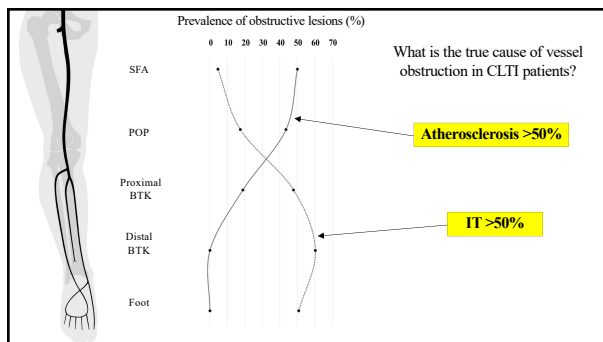 Prevalence of obstructive lesions (%)
0 10 20 30 40 50 60 70
What is the true cause of vessel
obstruction in CLTI patients?
SFA
POP
Atherosclerosis >50%
Proximal
BTK
IT >50%
Distal
BTK
Foot